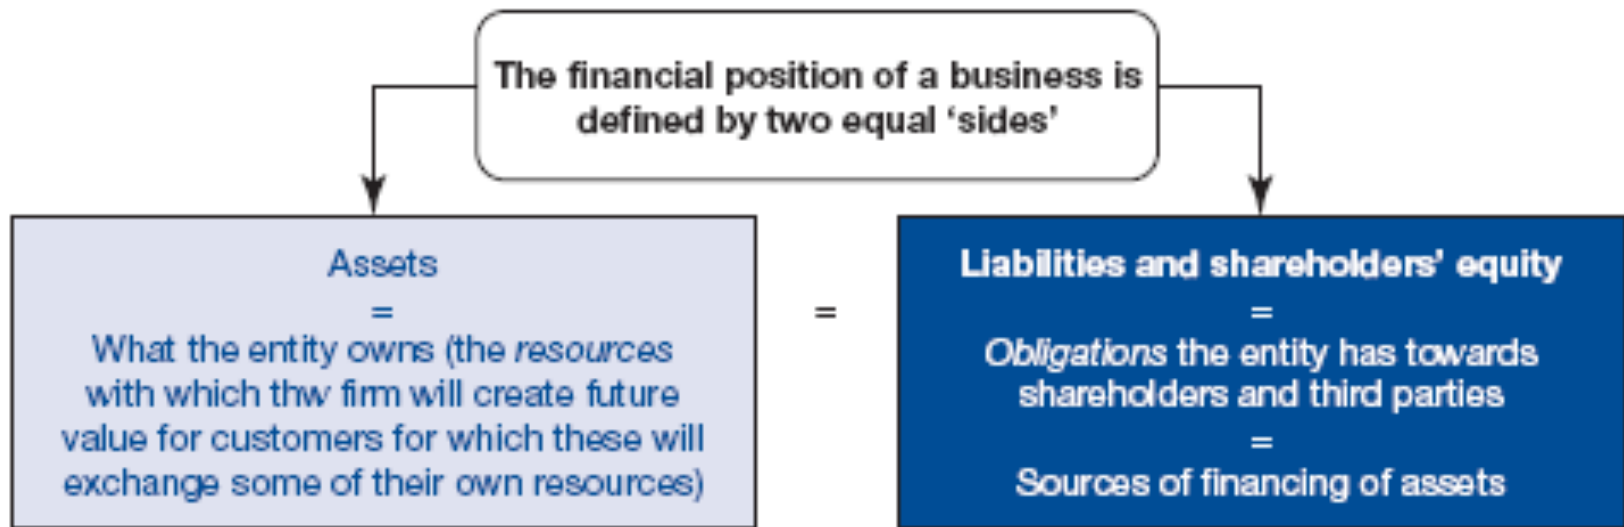 The financial position of a business is
defined by two equal ‘sides’
Assets
=
What the entity owns (the resources
with which thw firm will create future
value for customers for which these will
exchange some of their own resources)
=
Liabilities and shareholders’ equity
=
Obligations the entity has towards
shareholders and third parties
=
Sources of financing of assets